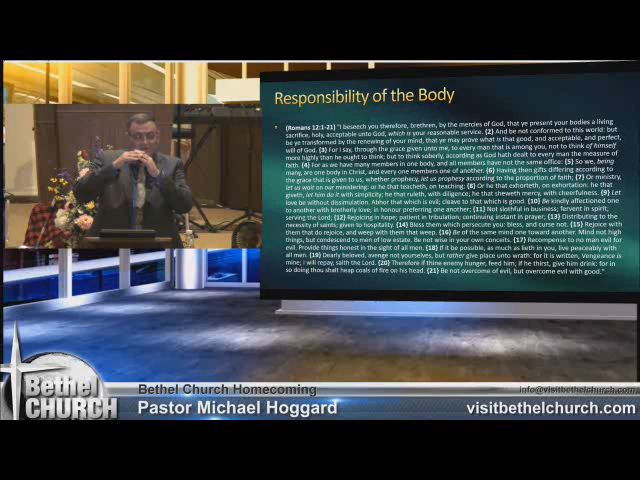 Responsibility of the Body
• (Romans 12:1-21) "I beseech you therefore, brethren, by the mercies of God, that ye present your bodies a living
sacrifice, holy, acceptable unto God, which is your reasonable service. (2) And be not conformed to this world: but
be ye transformed by the renewing of your mind, that ye may prove what is that good, and acceptable, and perfect,
will of God. (3) For I say, through the grace given unto me, to every man that is among you, not to think of himself
more highly than he ought to think; but to think soberly, according as God hath dealt to every man the measure of
faith. (4) For as we have many members in one body, and all members have not the same office: (5) So we, being
many, are one body in Christ, and every one members one of another. (6) Having then gifts differing according to
the grace that is given to us, whether prophecy, let us prophesy according to the proportion of faith; (7) Or ministry,
let us wait on our ministering: or he that teacheth, on teaching; (8) Or he that exhorteth, on exhortation: he that
giveth, let him do it with simplicity; he that ruleth, with diligence; he that sheweth mercy, with cheerfulness. (9) Let
love be without dissimulation. Abhor that which is evil; cleave to that which is good. (10) Be kindly affectioned one
to another with brotherly love; in honour preferring one another; (11) Not slothful in business; fervent in spirit;
serving the Lord; (12) Rejoicing in hope; patient in tribulation; continuing instant in prayer; (13) Distributing to the
necessity of saints; given to hospitality. (14) Bless them which persecute you: bless, and curse not. (15) Rejoice with
them that do rejoice, and weep with them that weep. (16) Be of the same mind one toward another. Mind not high
things, but condescend to men of low estate. Be not wise in your own conceits. (17) Recompense to no man evil for
evil. Provide things honest in the sight of all men. (18) If it be possible, as much as lieth in you, live peaceably with
all men. (19) Dearly beloved, avenge not yourselves, but rather give place unto wrath: for it is written, Vengeance is
mine; I will repay, saith the Lord. (20) Therefore if thine enemy hunger, feed him; if he thirst, give him drink: for in
so doing thou shalt heap coals of fire on his head. (21) Be not overcome of evil, but overcome evil with good."
Bethel
CHURCH
Bethel Church Homecoming
info@visitbethelchurch.com
Pastor Michael Hoggard
visitbethelchurch.com